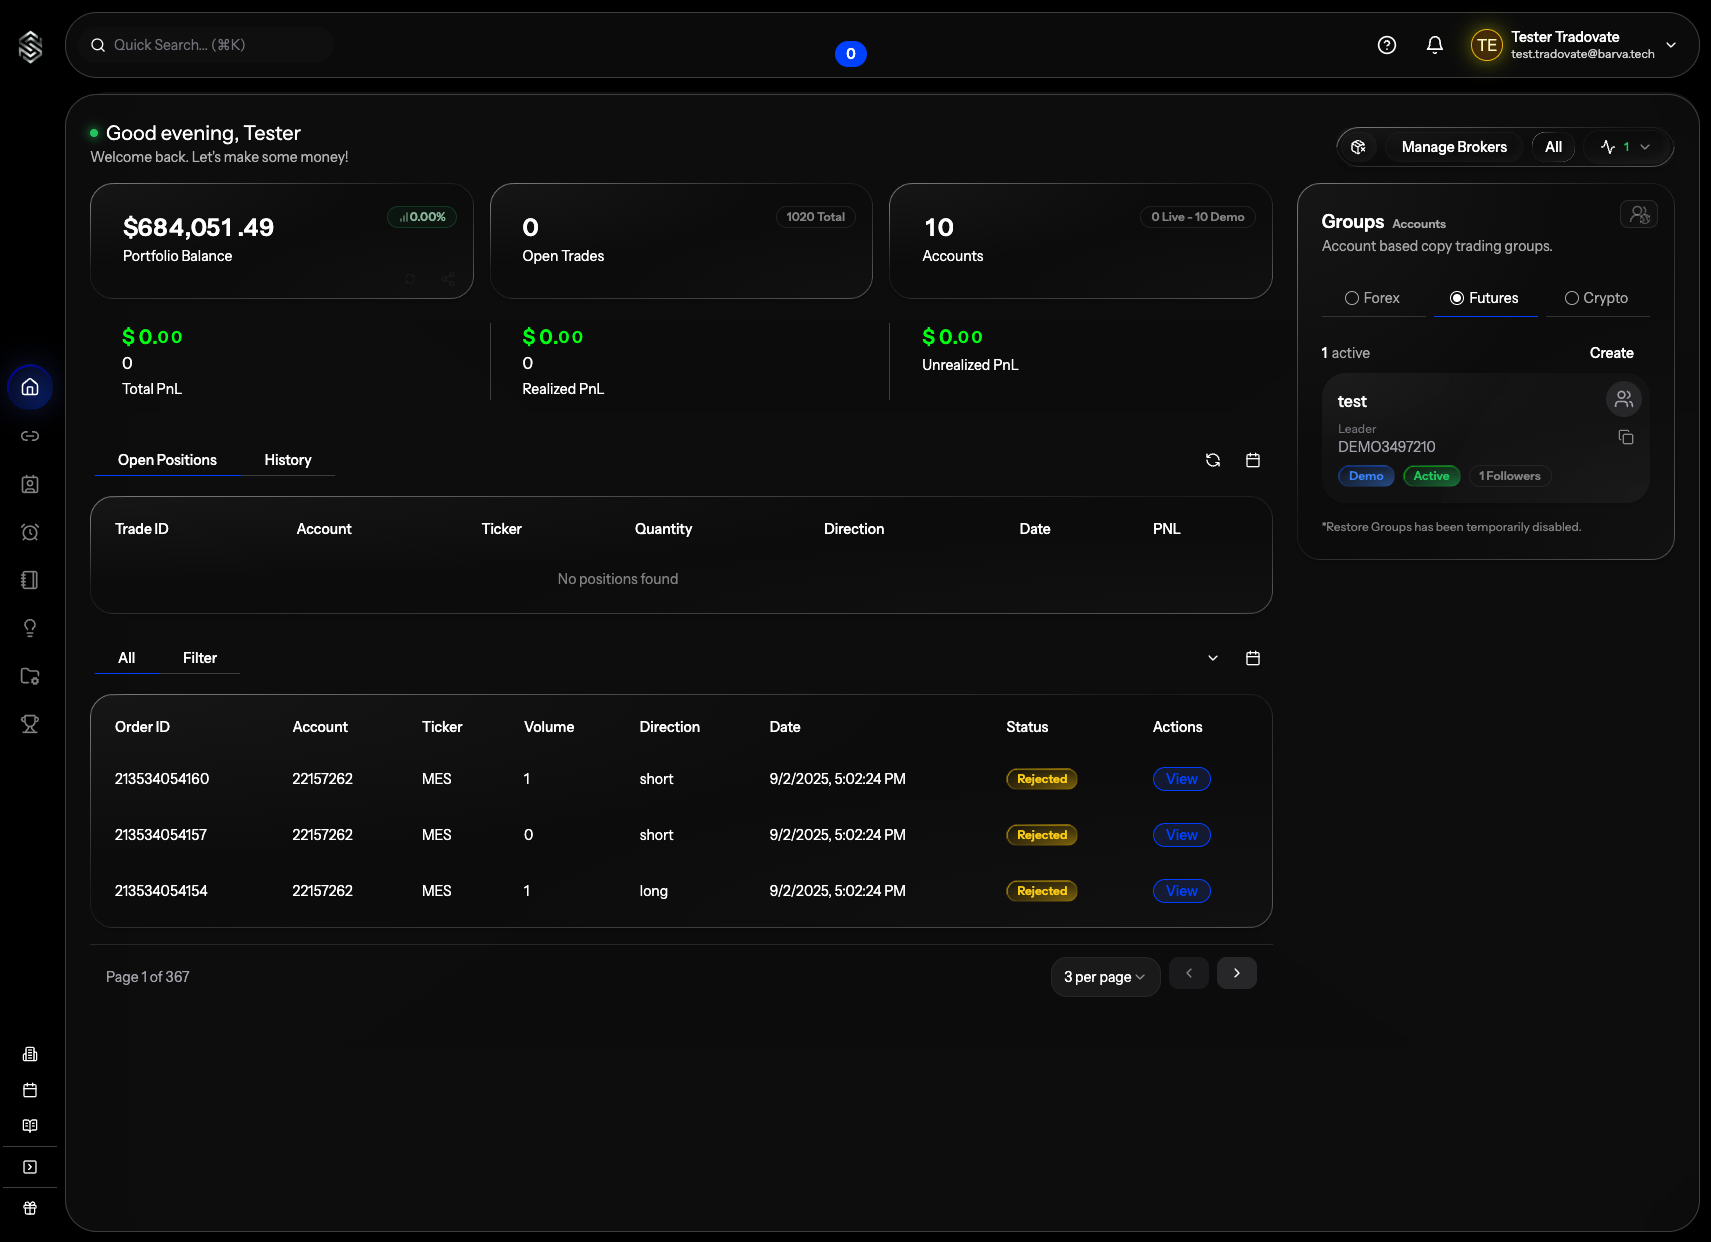 Quick Search... (⌘K)
0
TE
Tester Tradovate
test.tradovate@barva.tech
Good evening, Tester
Welcome back. Let's make some money!
Manage Brokers
All
1
$684,051.49
0.00%
Portfolio Balance
0
1020 Total
Open Trades
10
0 Live - 10 Demo
Accounts
$0.00
0
Total PnL
$0.00
0
Realized PnL
$0.00
Unrealized PnL
Groups Accounts
Account based copy trading groups.
Forex Futures Crypto
1 active
Create
test
Leader
DEMO3497210
Demo Active 1 Followers
*Restore Groups has been temporarily disabled.
Open Positions History
Trade ID Account Ticker Quantity Direction Date PNL
No positions found
All Filter
Order ID Account Ticker Volume Direction Date Status Actions
213534054160 22157262 MES 1 short 9/2/2025, 5:02:24 PM Rejected View
213534054157 22157262 MES 0 short 9/2/2025, 5:02:24 PM Rejected View
213534054154 22157262 MES 1 long 9/2/2025, 5:02:24 PM Rejected View
Page 1 of 367
3 per page